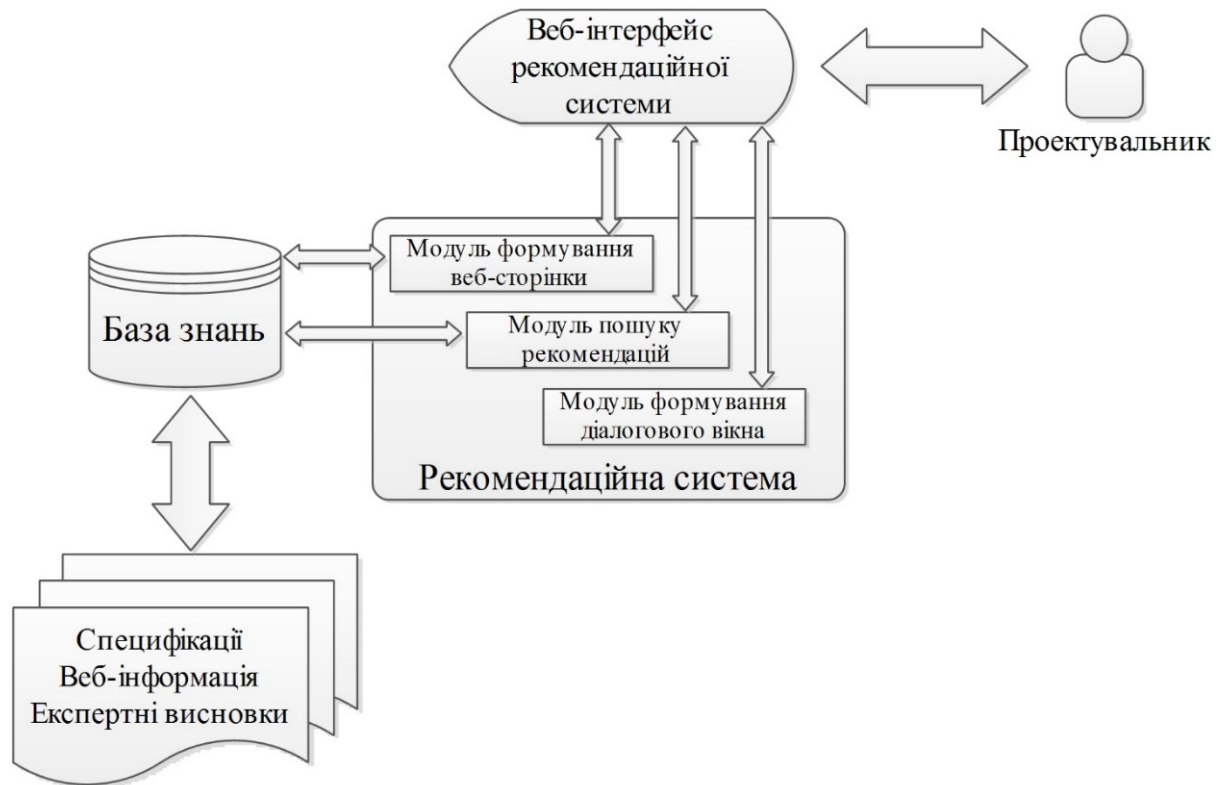 Веб-інтерфейс
рекомендаційної
системи
Проектувальник
Модуль формування
веб-сторінки
База знань
Модуль пошуку
рекомендацій
Модуль формування
діалогового вікна
Рекомендаційна система
Специфікації
Веб-інформація
Експертні висновки